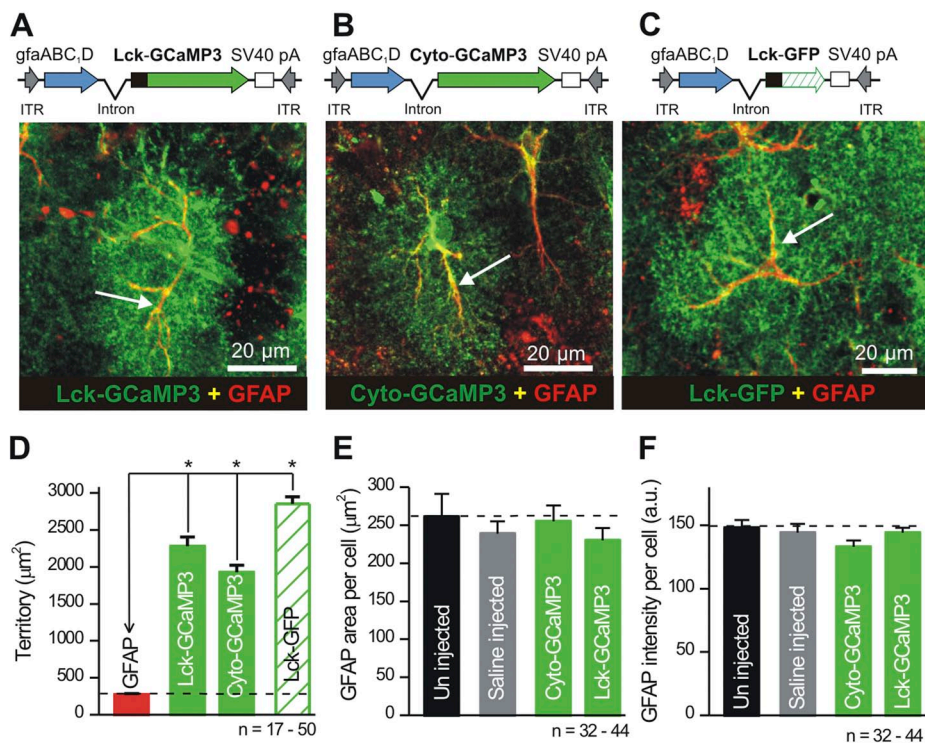 A
gfaABC₁D Lck-GCaMP3 SV40 pA
ITR Intron ITR
20 µm
Lck-GCaMP3 + GFAP
B
gfaABC₁D Cyto-GCaMP3 SV40 pA
ITR Intron ITR
20 µm
Cyto-GCaMP3 + GFAP
C
gfaABC₁D Lck-GFP SV40 pA
ITR Intron ITR
20 µm
Lck-GFP + GFAP
D
* * *
Territory (µm²)
3000
2500
2000
1500
1000
500
0
GFAP
Lck-GCaMP3
Cyto-GCaMP3
Lck-GFP
n = 17 - 50
E
GFAP area per cell (µm²)
300
250
200
150
100
50
0
Un injected
Saline injected
Cyto-GCaMP3
Lck-GCaMP3
n = 32 - 44
F
GFAP intensity per cell (a.u.)
150
100
50
0
Un injected
Saline injected
Cyto-GCaMP3
Lck-GCaMP3
n = 32 - 44